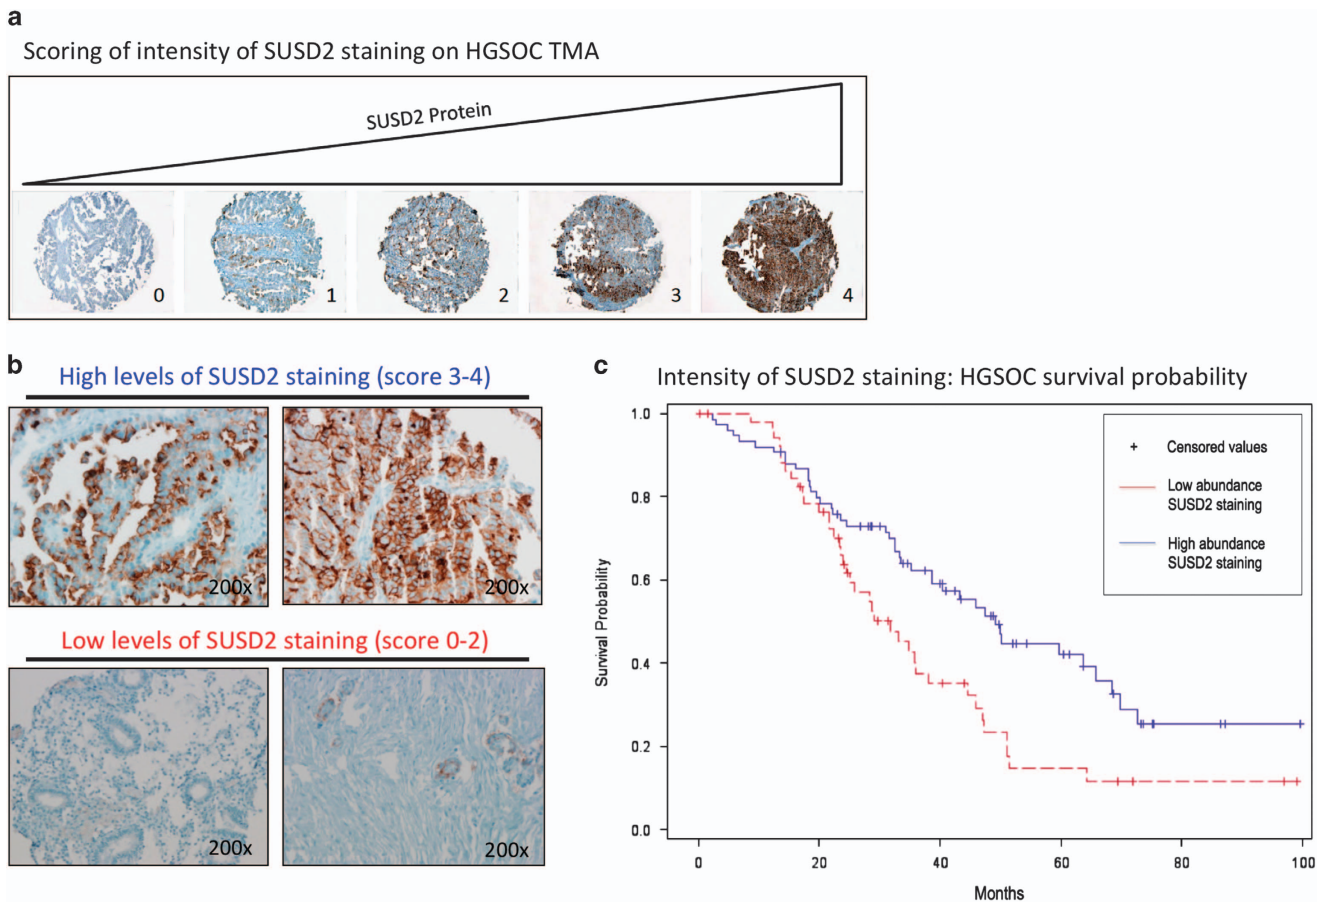 a
Scoring of intensity of SUSD2 staining on HGSOC TMA
SUSD2 Protein
0
1
2
3
4
b
High levels of SUSD2 staining (score 3-4)
200x
200x
Low levels of SUSD2 staining (score 0-2)
200x
200x
c
Intensity of SUSD2 staining: HGSOC survival probability
1.0
0.8
0.6
0.4
0.2
0.0
Survival Probability
+ Censored values
Low abundance
SUSD2 staining
High abundance
SUSD2 staining
0 20 40 60 80 100
Months